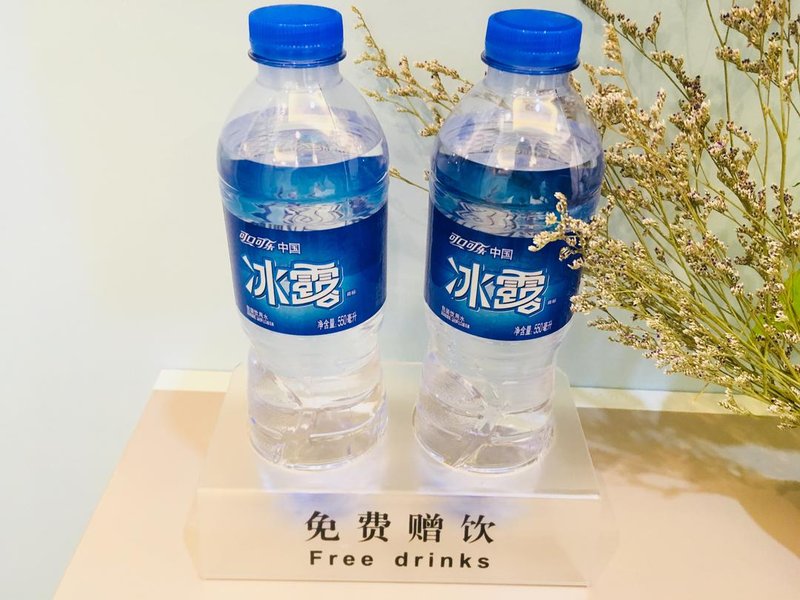 可口可乐 中国
冰露
净含量: 550毫升
可口可乐 中国
冰露
净含量: 550毫升
免费赠饮
Free drinks